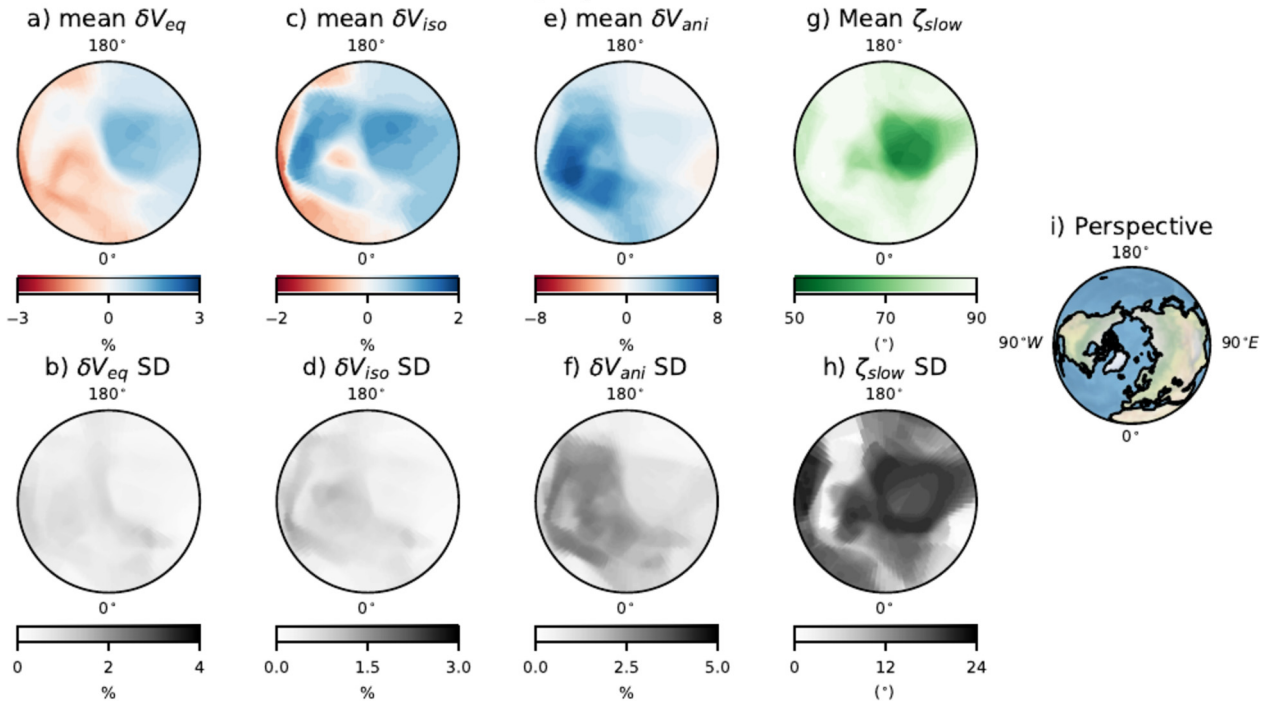 a) mean δV_eq
c) mean δV_iso
e) mean δV_ani
g) Mean ζ_slow
180°
180°
180°
180°
0°
0°
0°
0°
−3 0 3
−2 0 2
−8 0 8
50 70 90
%
%
%
(°)
i) Perspective
180°
90°W
90°E
0°
b) δV_eq SD
d) δV_iso SD
f) δV_ani SD
h) ζ_slow SD
180°
180°
180°
180°
0°
0°
0°
0°
0 2 4
0.0 1.5 3.0
0.0 2.5 5.0
0 12 24
%
%
%
(°)